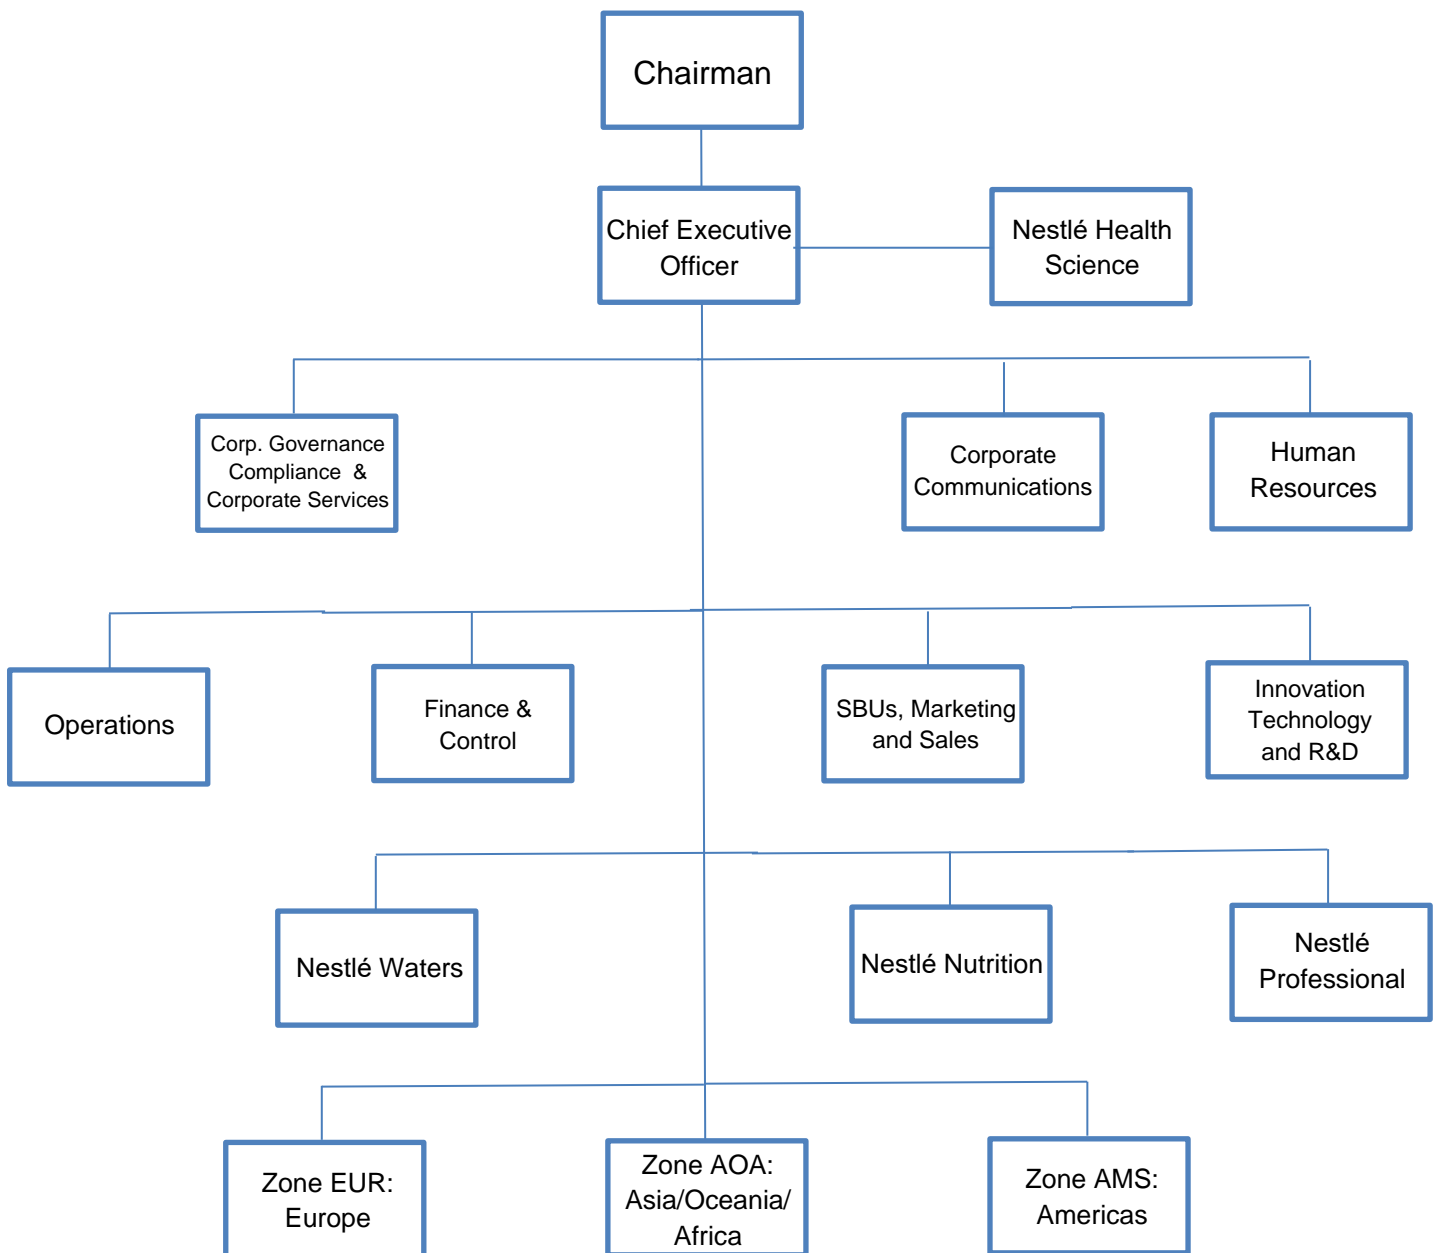 Chairman
Chief Executive
Officer
Nestlé Health
Science
Corp. Governance
Compliance  &
Corporate Services
Corporate
Communications
Human
Resources
Operations
Finance &
Control
SBUs, Marketing
and Sales
Innovation
Technology
and R&D
Nestlé Waters
Nestlé Nutrition
Nestlé
Professional
Zone EUR:
Europe
Zone AOA:
Asia/Oceania/
Africa
Zone AMS:
Americas